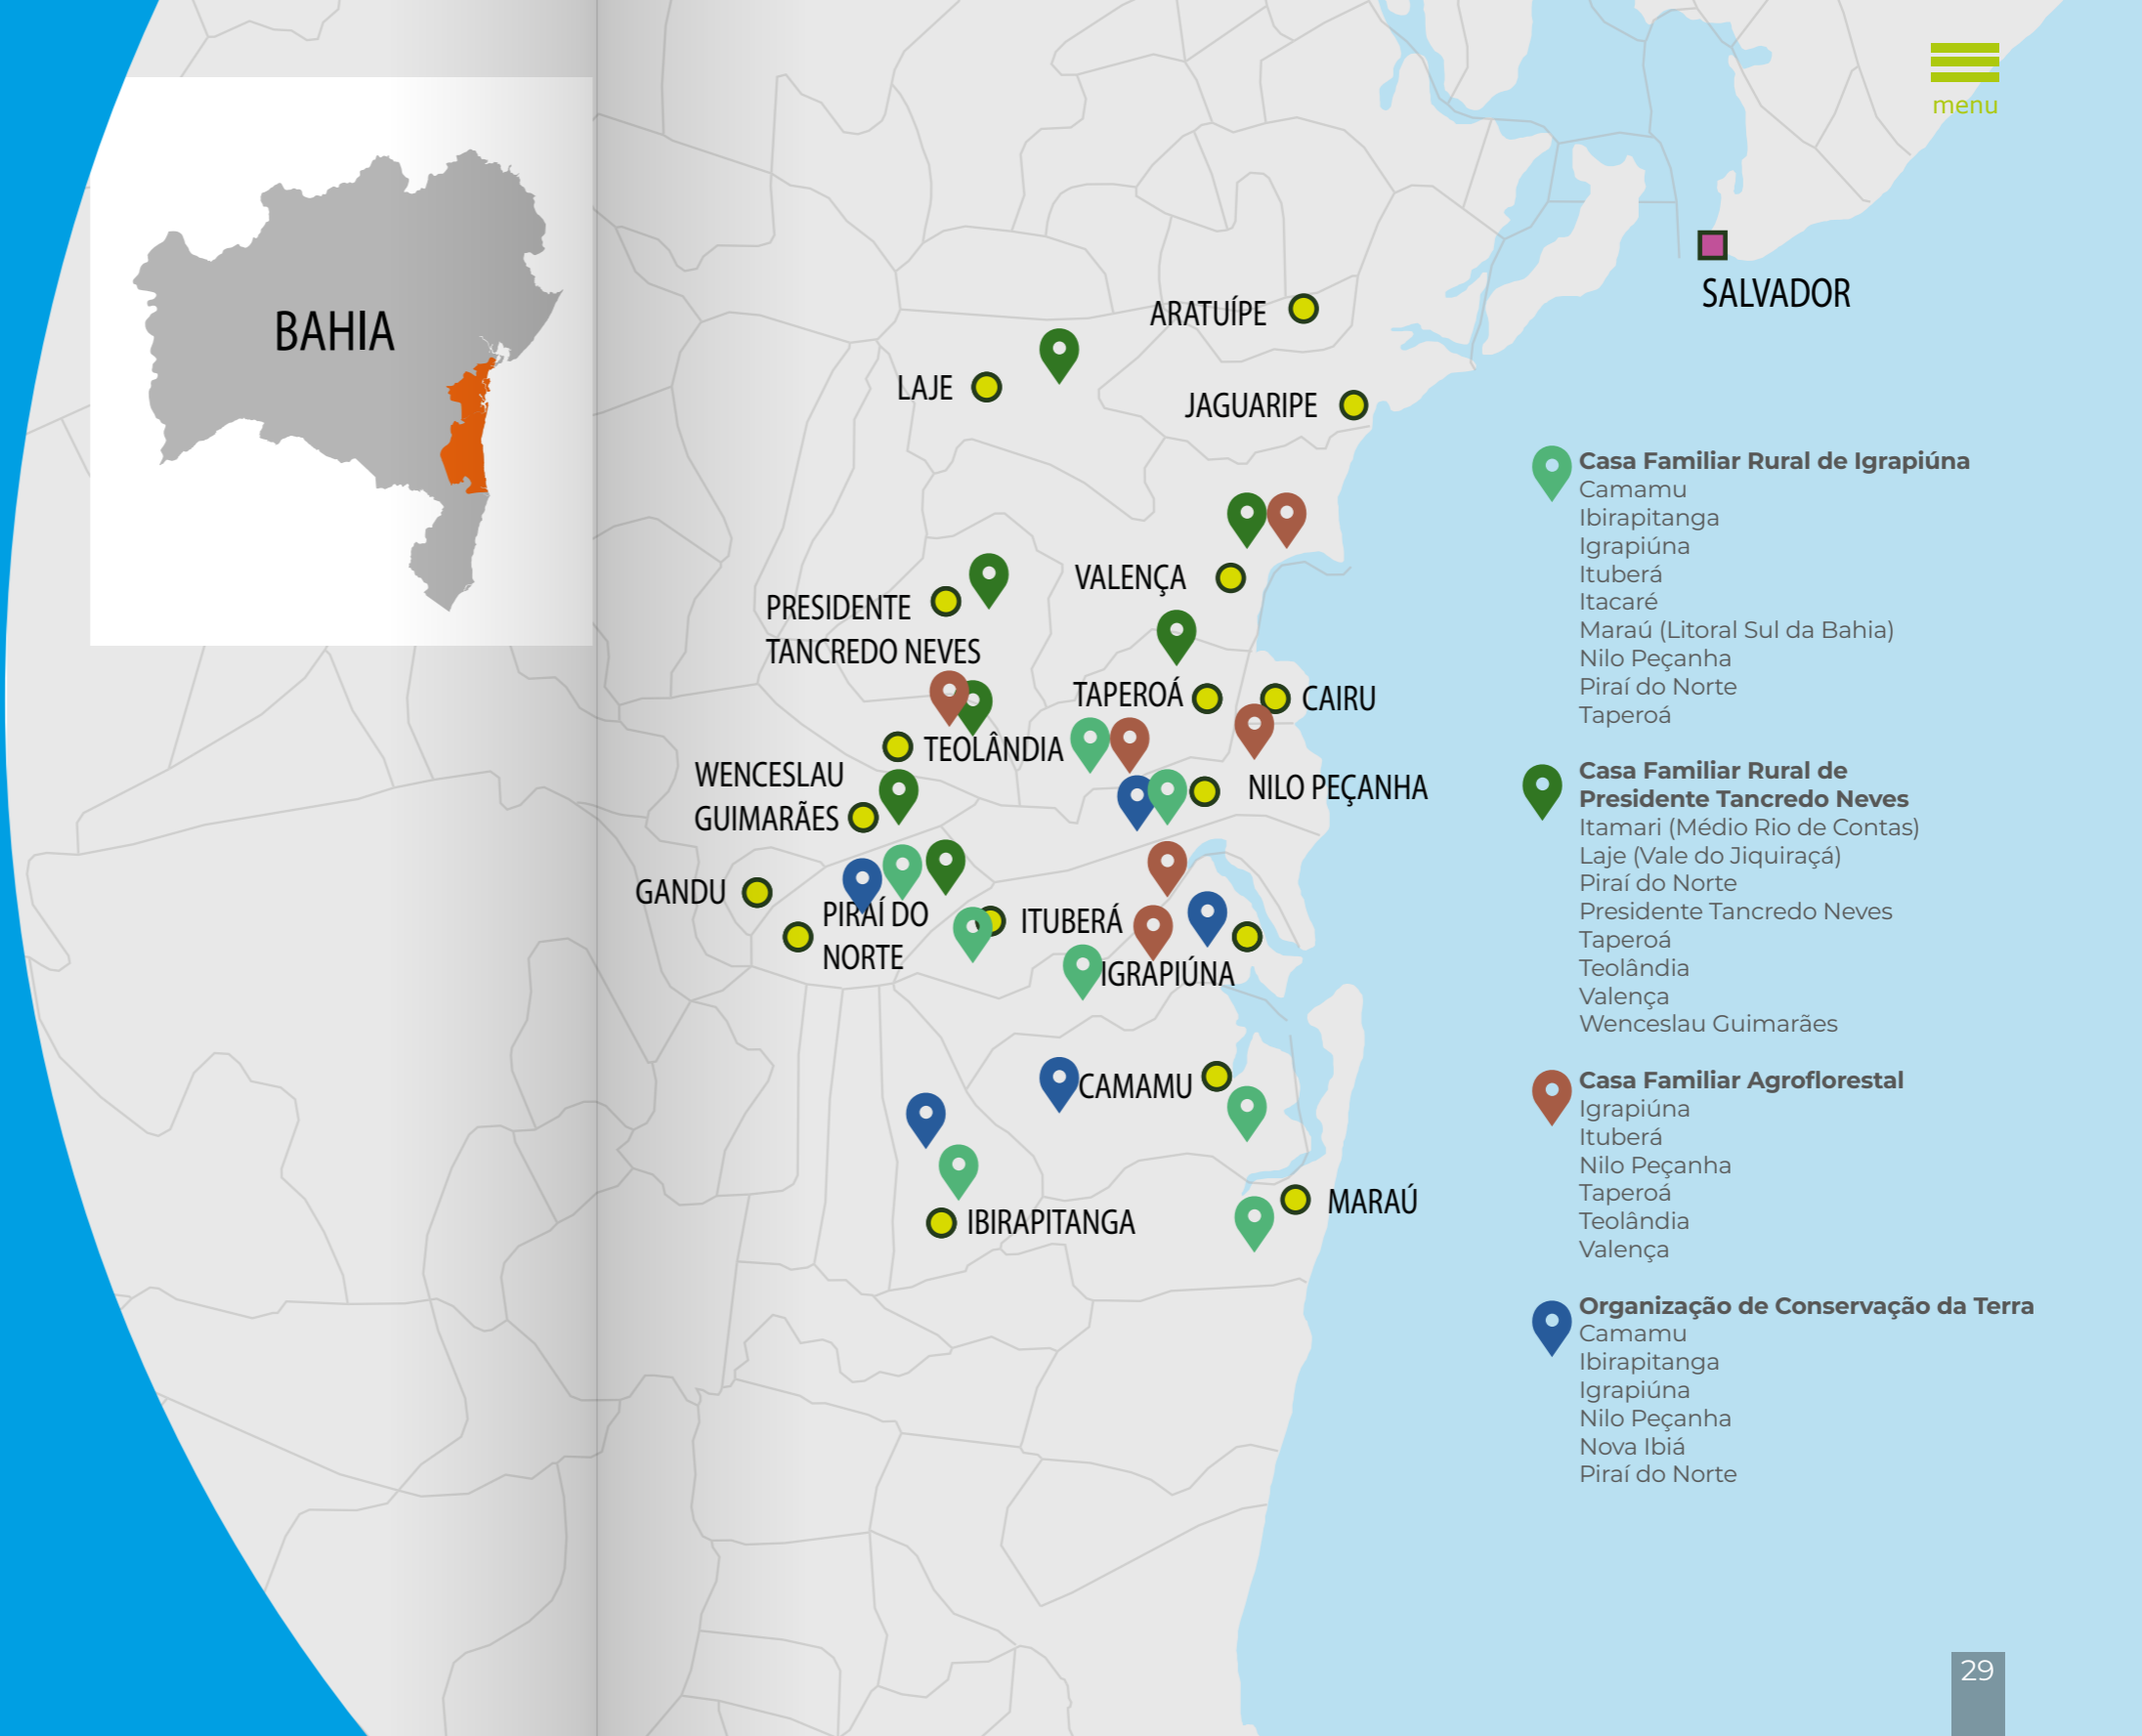 menu
BAHIA
SALVADOR
ARATUÍPE
LAJE
JAGUARIPE
VALENÇA
PRESIDENTE
TANCREDO NEVES
TAPEROÁ
CAIRU
TEOLÂNDIA
WENCESLAU
GUIMARÃES
NILO PEÇANHA
GANDU
PIRAÍ DO
NORTE
ITUBERÁ
IGRAPIÚNA
CAMAMU
IBIRAPITANGA
MARAÚ
Casa Familiar Rural de Igrapiúna
Camamu
Ibirapitanga
Igrapiúna
Ituberá
Itacaré
Maraú (Litoral Sul da Bahia)
Nilo Peçanha
Piraí do Norte
Taperoá
Casa Familiar Rural de
Presidente Tancredo Neves
Itamari (Médio Rio de Contas)
Laje (Vale do Jiquiraçá)
Piraí do Norte
Presidente Tancredo Neves
Taperoá
Teolândia
Valença
Wenceslau Guimarães
Casa Familiar Agroflorestal
Igrapiúna
Ituberá
Nilo Peçanha
Taperoá
Teolândia
Valença
Organização de Conservação da Terra
Camamu
Ibirapitanga
Igrapiúna
Nilo Peçanha
Nova Ibiá
Piraí do Norte
29